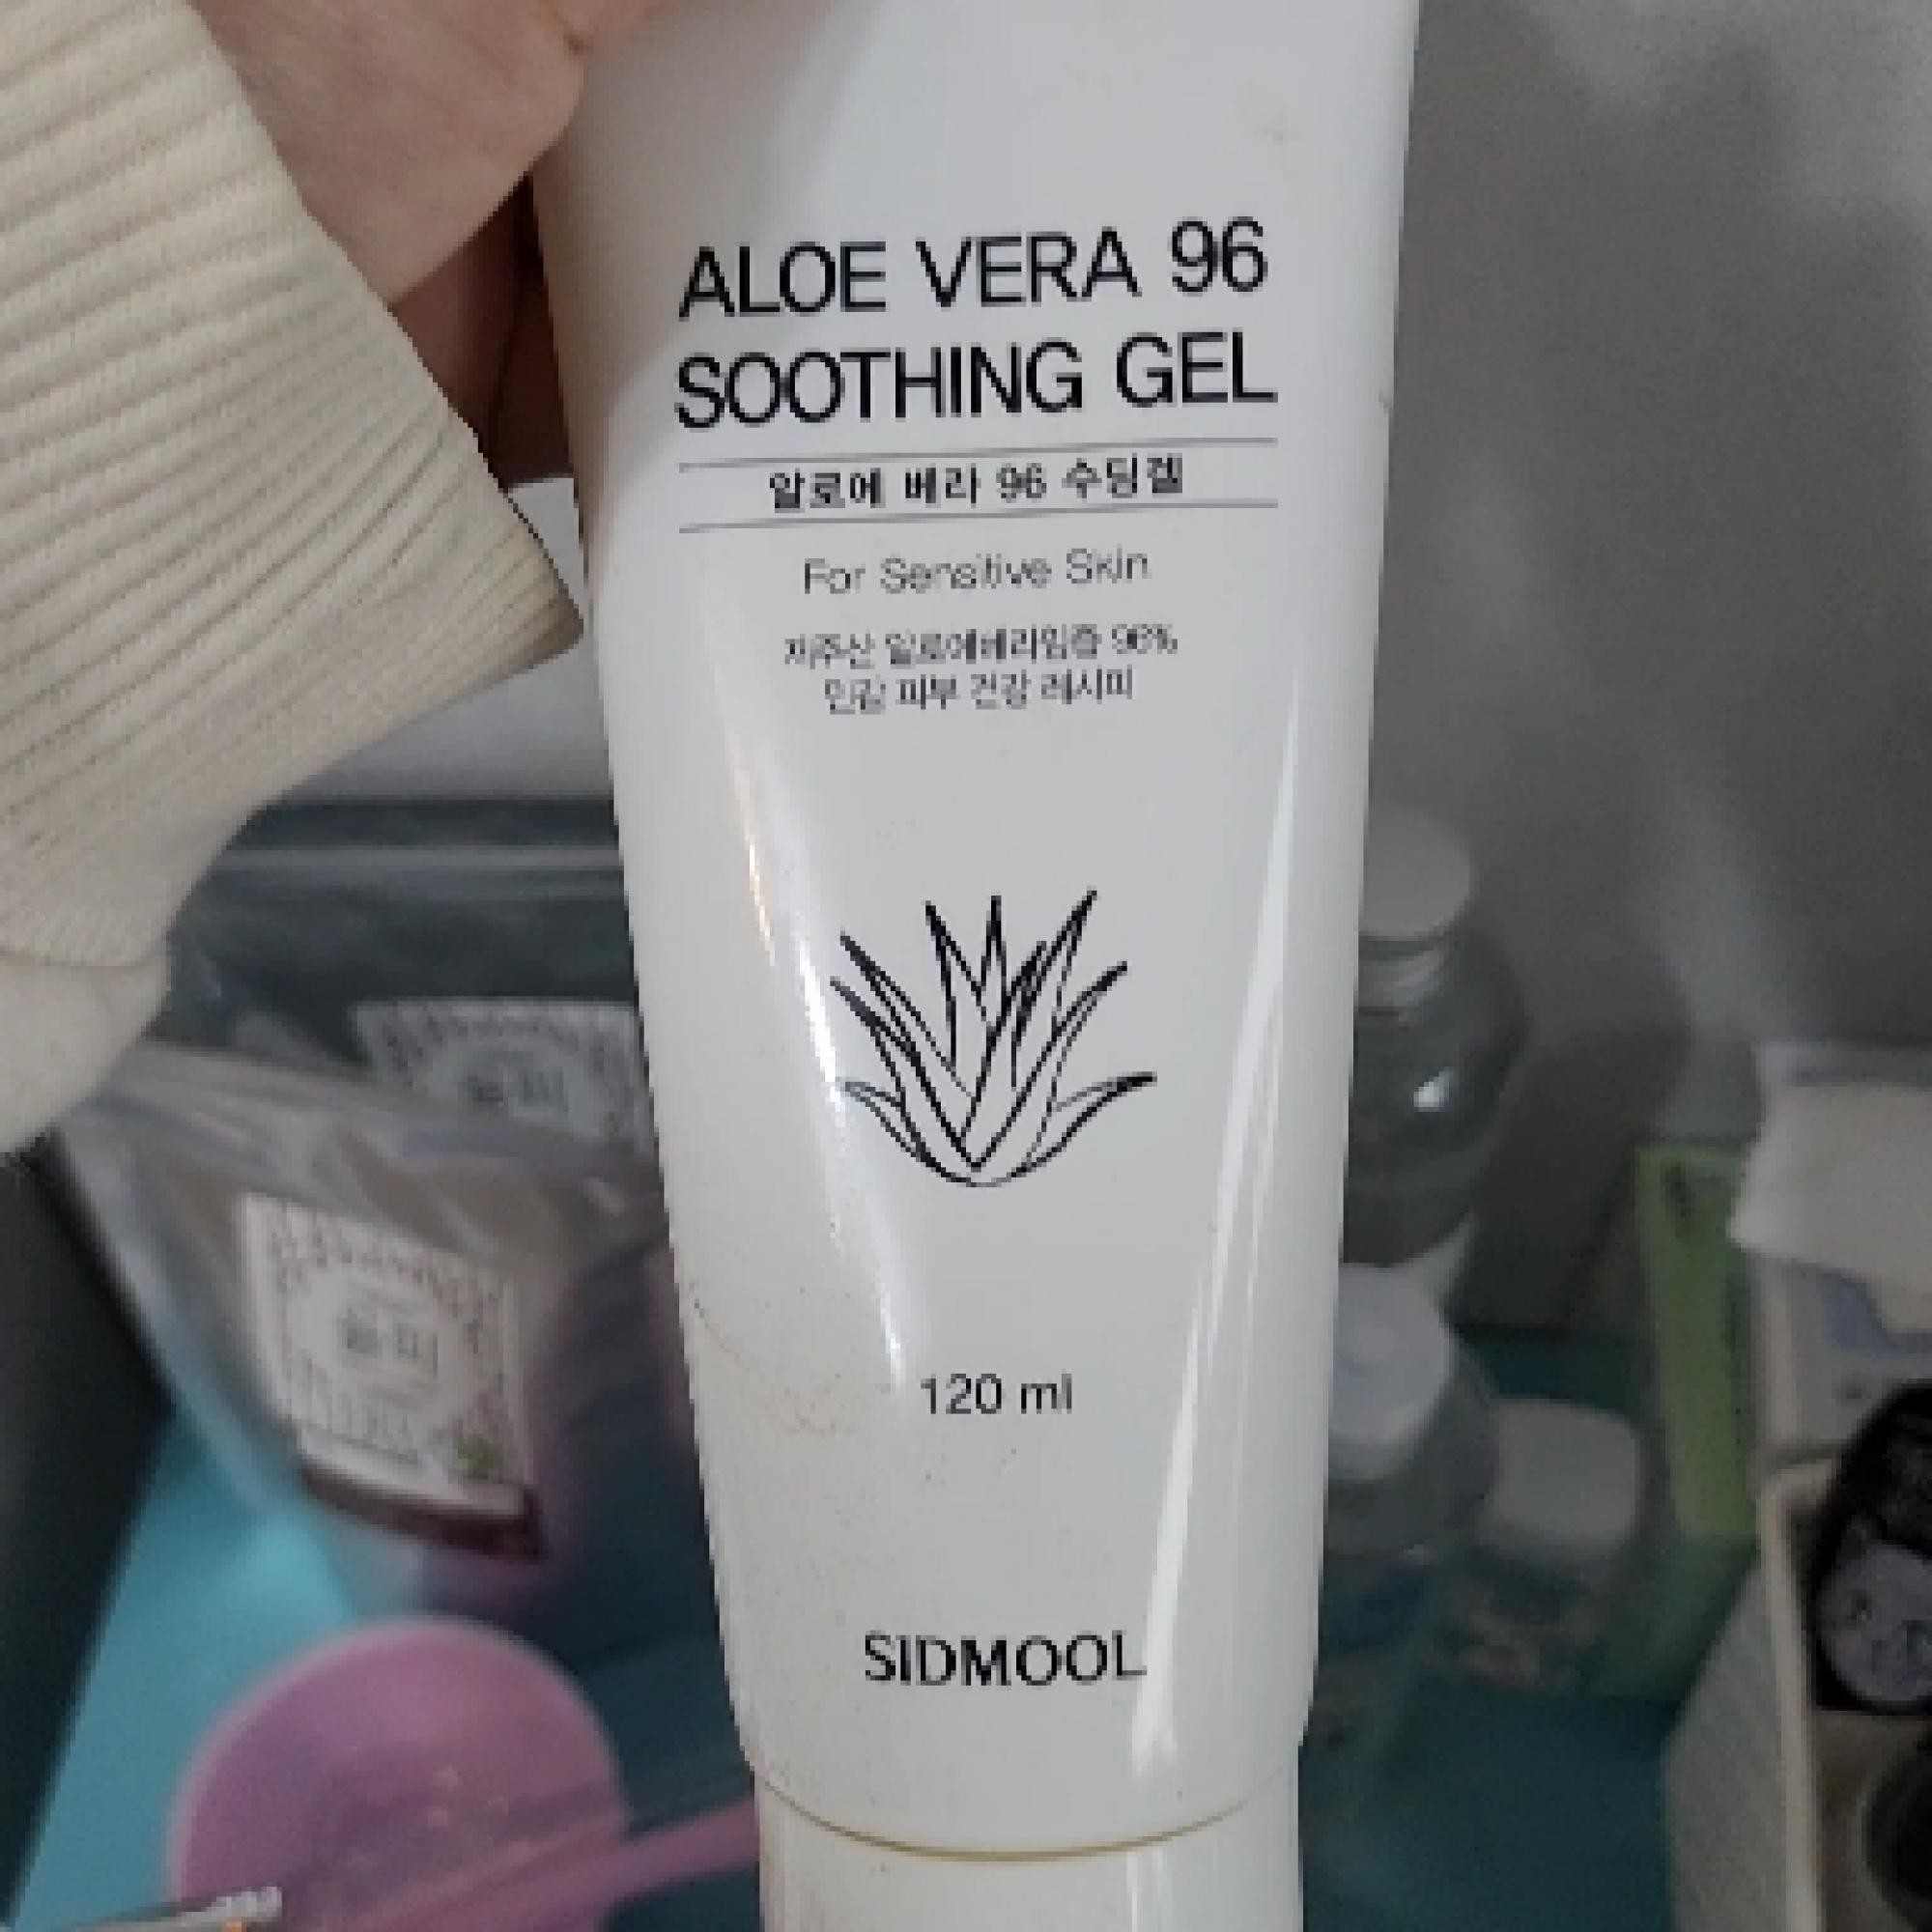 ALOE VERA 96
SOOTHING GEL
알로에 베라 96 수딩겔
For Sensitive Skin
제주산 알로에베라잎즙 96%
민감 피부 건강 레시피
120 ml
SIDMOOL